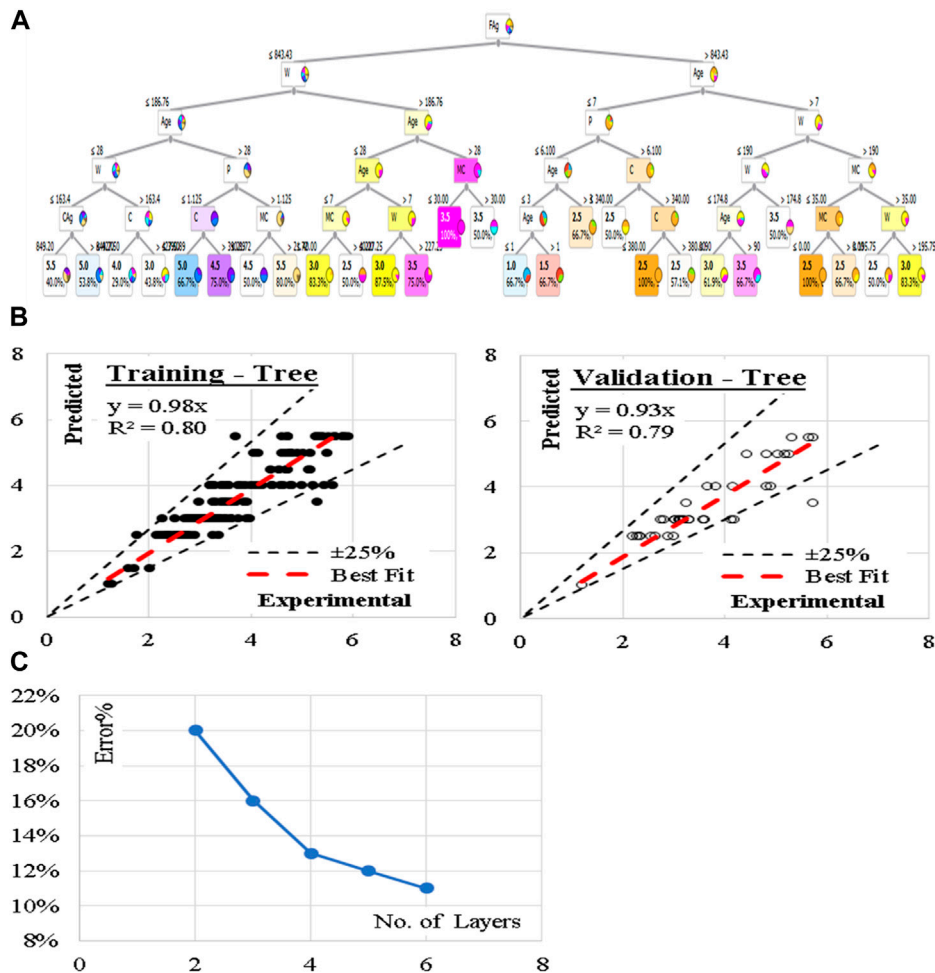 A
FAg
≤ 843.43 > 843.43
W Age
≤ 186.76 > 186.76 ≤ 7 > 7
Age Age P W
≤ 28 > 28 ≤ 28 > 28 ≤ 6.100 > 6.100 ≤ 190 > 190
W P Age MC Age C W MC
≤ 163.4 > 163.4 ≤ 1.125 > 1.125 ≤ 7 > 7 ≤ 30.00 > 30.00 ≤ 3 ≤ 340.00 > 340.00 ≤ 174.8 > 174.8 ≤ 35.00 > 35.00
CAg C C MC MC W 3.5 3.5 Age 2.5 2.5 C Age 3.5 MC W
100% 50.0% 66.7% 50.0% 50.0%
≤ 1 > 1 ≤ 380.00 > 90 ≤ 0.00
5.5 5.0 4.0 3.0 5.0 4.5 4.5 5.5 3.0 2.5 3.0 3.5 1.0 1.5 2.5 2.5 3.0 3.5 2.5 2.5 2.5 3.0
40.0% 53.8% 29.0% 43.8% 66.7% 75.0% 50.0% 80.0% 83.3% 50.0% 87.5% 75.0% 66.7% 66.7% 100% 57.1% 61.9% 66.7% 100% 66.7% 50.0% 83.3%
B
8
6
4
2
0
Predicted
Training - Tree
y = 0.98x
R² = 0.80
±25%
Best Fit
Experimental
0 2 4 6 8
8
6
4
2
0
Predicted
Validation - Tree
y = 0.93x
R² = 0.79
±25%
Best Fit
Experimental
0 2 4 6 8
C
22%
20%
18%
16%
14%
12%
10%
8%
Error%
No. of Layers
0 2 4 6 8